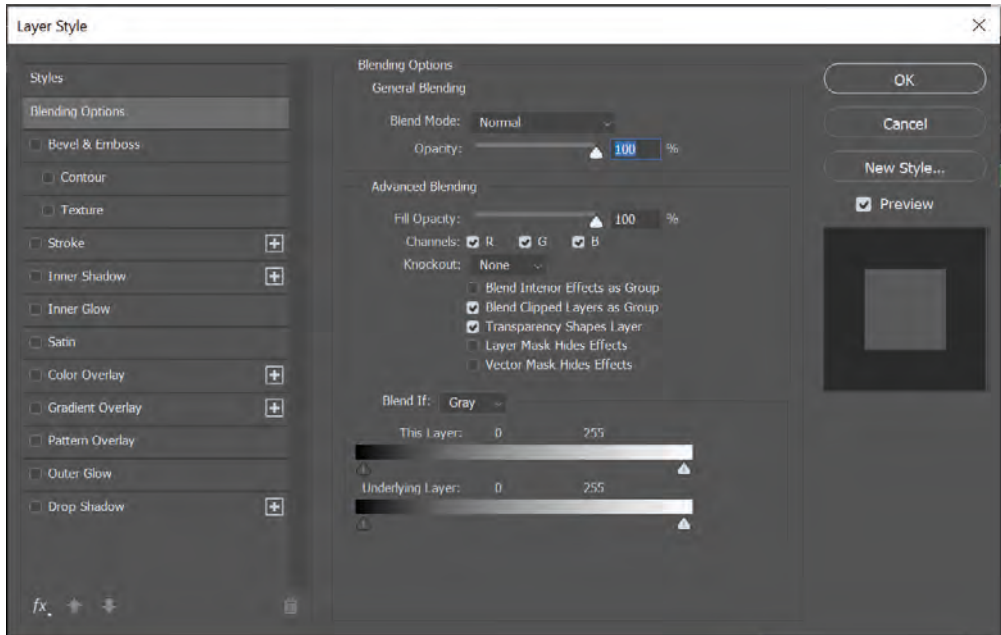 Layer Style
Styles
Blending Options
Bevel & Emboss
Contour
Texture
Stroke
Inner Shadow
Inner Glow
Satin
Color Overlay
Gradient Overlay
Pattern Overlay
Outer Glow
Drop Shadow
fx
Blending Options
General Blending
Blend Mode: Normal
Opacity: 100 %
Advanced Blending
Fill Opacity: 100 %
Channels: R G B
Knockout: None
Blend Interior Effects as Group
Blend Clipped Layers as Group
Transparency Shapes Layer
Layer Mask Hides Effects
Vector Mask Hides Effects
Blend If: Gray
This Layer: 0 255
Underlying Layer: 0 255
OK
Cancel
New Style...
Preview